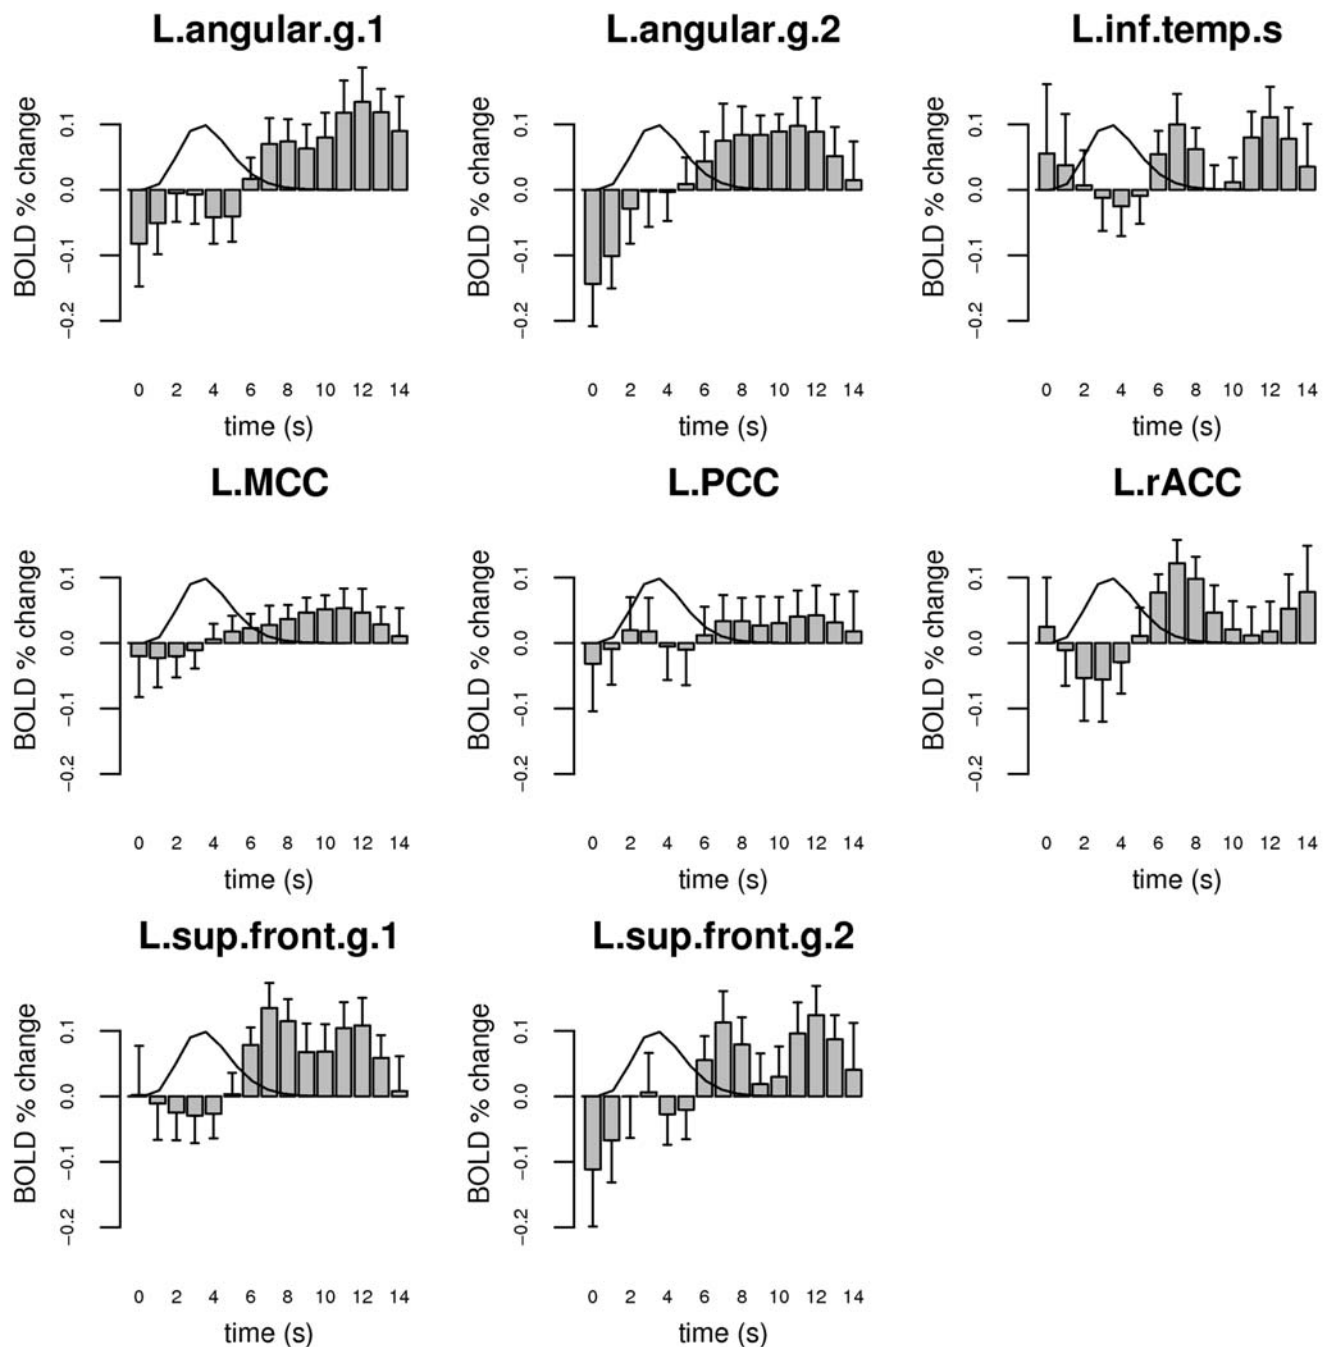 L.angular.g.1 L.angular.g.2 L.inf.temp.s
BOLD % change
0.1
0.0
−0.1
−0.2
0 2 4 6 8 10 12 14
time (s)
BOLD % change
0.1
0.0
−0.1
−0.2
0 2 4 6 8 10 12 14
time (s)
BOLD % change
0.1
0.0
−0.1
−0.2
0 2 4 6 8 10 12 14
time (s)
L.MCC L.PCC L.rACC
BOLD % change
0.1
0.0
−0.1
−0.2
0 2 4 6 8 10 12 14
time (s)
BOLD % change
0.1
0.0
−0.1
−0.2
0 2 4 6 8 10 12 14
time (s)
BOLD % change
0.1
0.0
−0.1
−0.2
0 2 4 6 8 10 12 14
time (s)
L.sup.front.g.1 L.sup.front.g.2
BOLD % change
0.1
0.0
−0.1
−0.2
0 2 4 6 8 10 12 14
time (s)
BOLD % change
0.1
0.0
−0.1
−0.2
0 2 4 6 8 10 12 14
time (s)